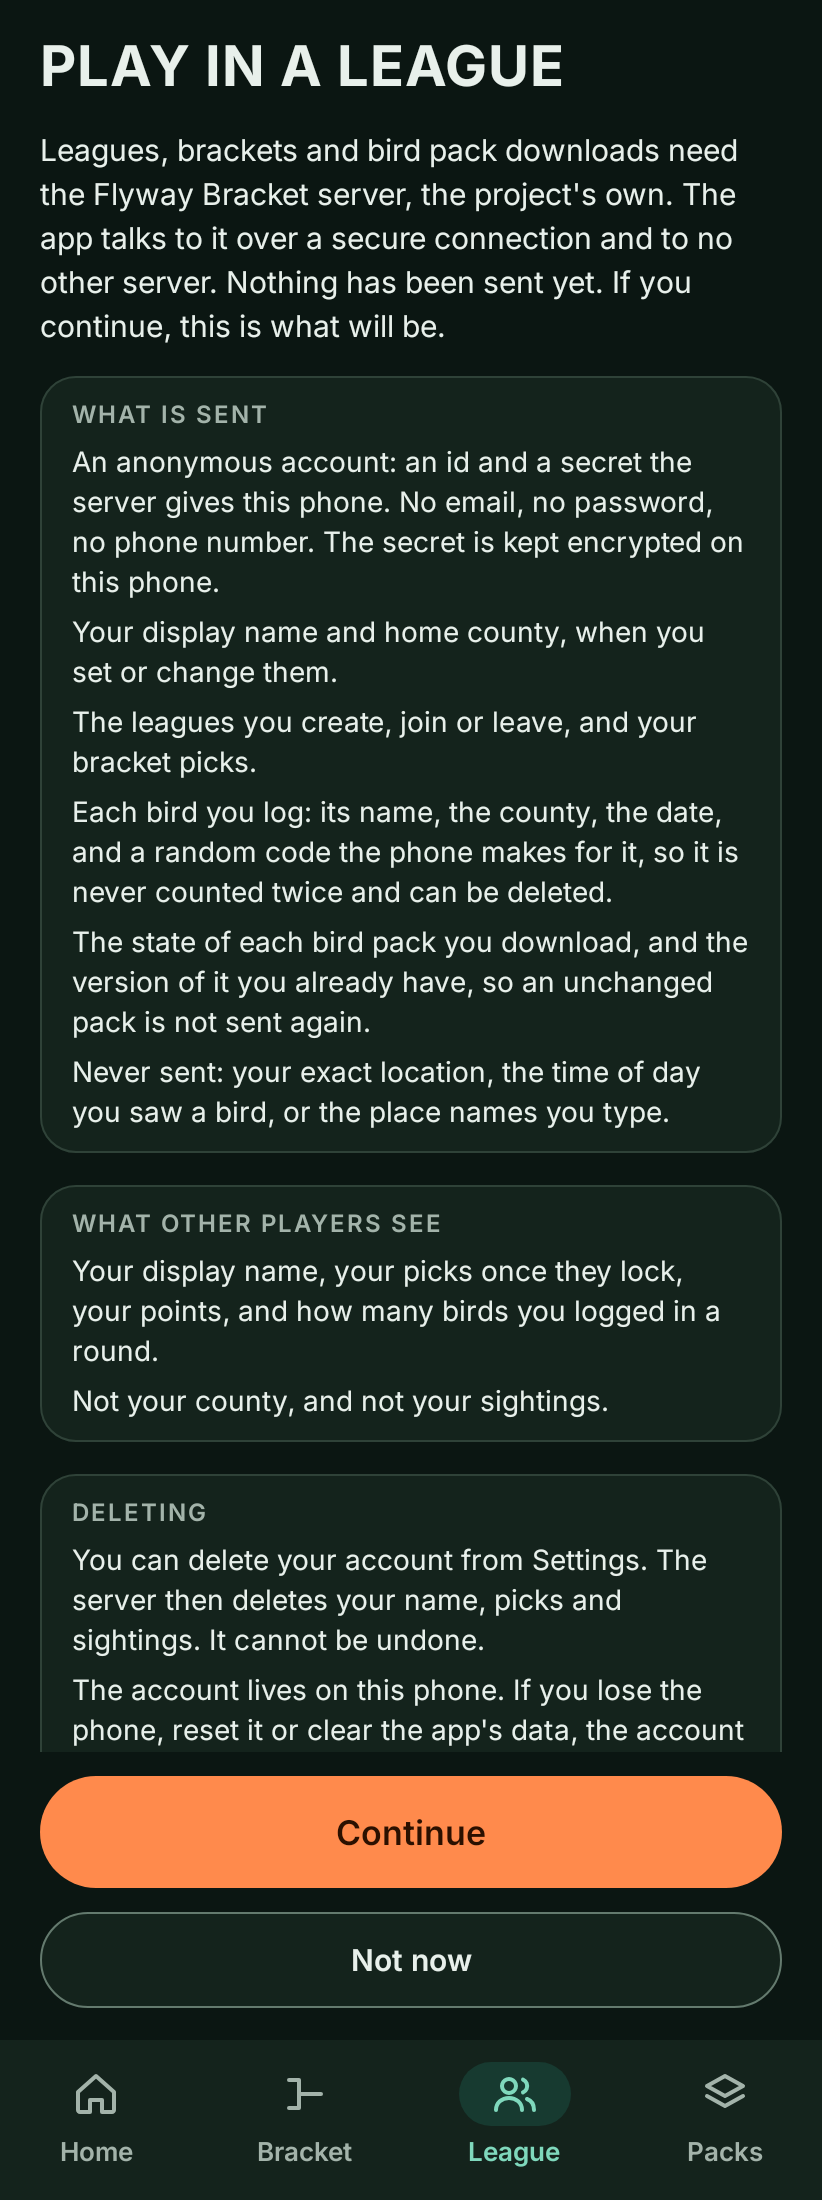 PLAY IN A LEAGUE
Leagues, brackets and bird pack downloads need
the Flyway Bracket server, the project's own. The
app talks to it over a secure connection and to no
other server. Nothing has been sent yet. If you
continue, this is what will be.
WHAT IS SENT
An anonymous account: an id and a secret the
server gives this phone. No email, no password,
no phone number. The secret is kept encrypted on
this phone.
Your display name and home county, when you
set or change them.
The leagues you create, join or leave, and your
bracket picks.
Each bird you log: its name, the county, the date,
and a random code the phone makes for it, so it is
never counted twice and can be deleted.
The state of each bird pack you download, and the
version of it you already have, so an unchanged
pack is not sent again.
Never sent: your exact location, the time of day
you saw a bird, or the place names you type.
WHAT OTHER PLAYERS SEE
Your display name, your picks once they lock,
your points, and how many birds you logged in a
round.
Not your county, and not your sightings.
DELETING
You can delete your account from Settings. The
server then deletes your name, picks and
sightings. It cannot be undone.
The account lives on this phone. If you lose the
phone, reset it or clear the app's data, the account
Continue
Not now
Home
Bracket
League
Packs